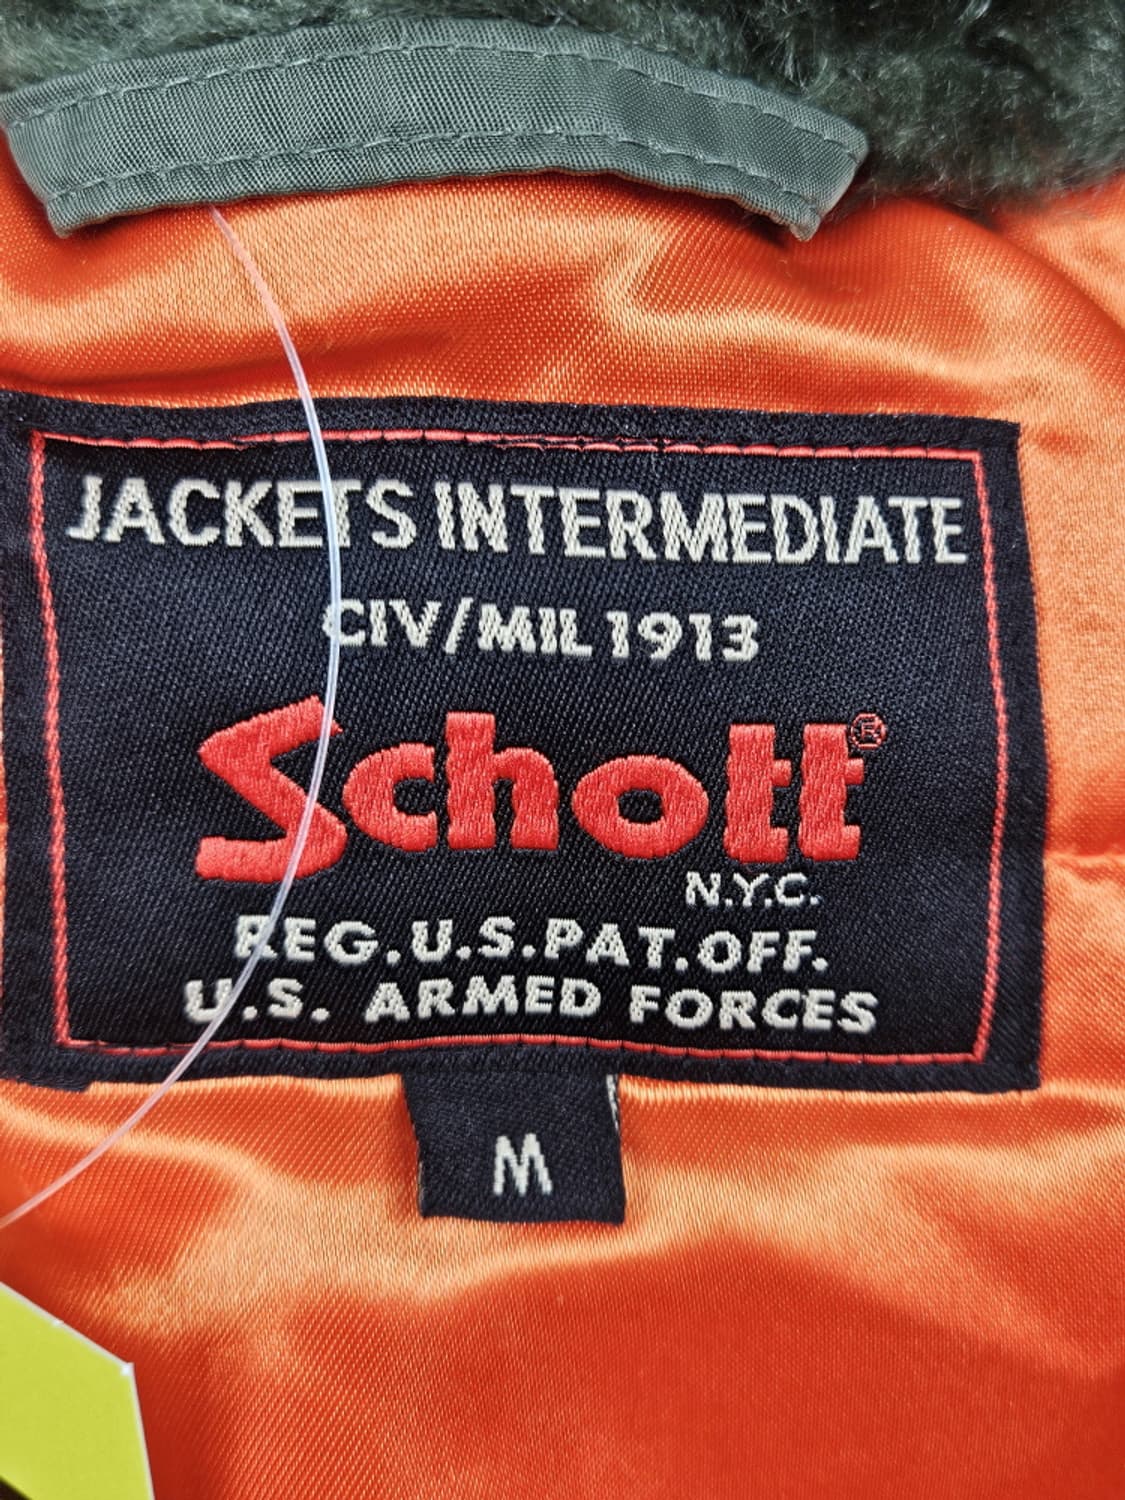 JACKETS INTERMEDIATE
CIV/MIL 1913
Schott®
N.Y.C.
REG.U.S.PAT.OFF.
U.S. ARMED FORCES
M